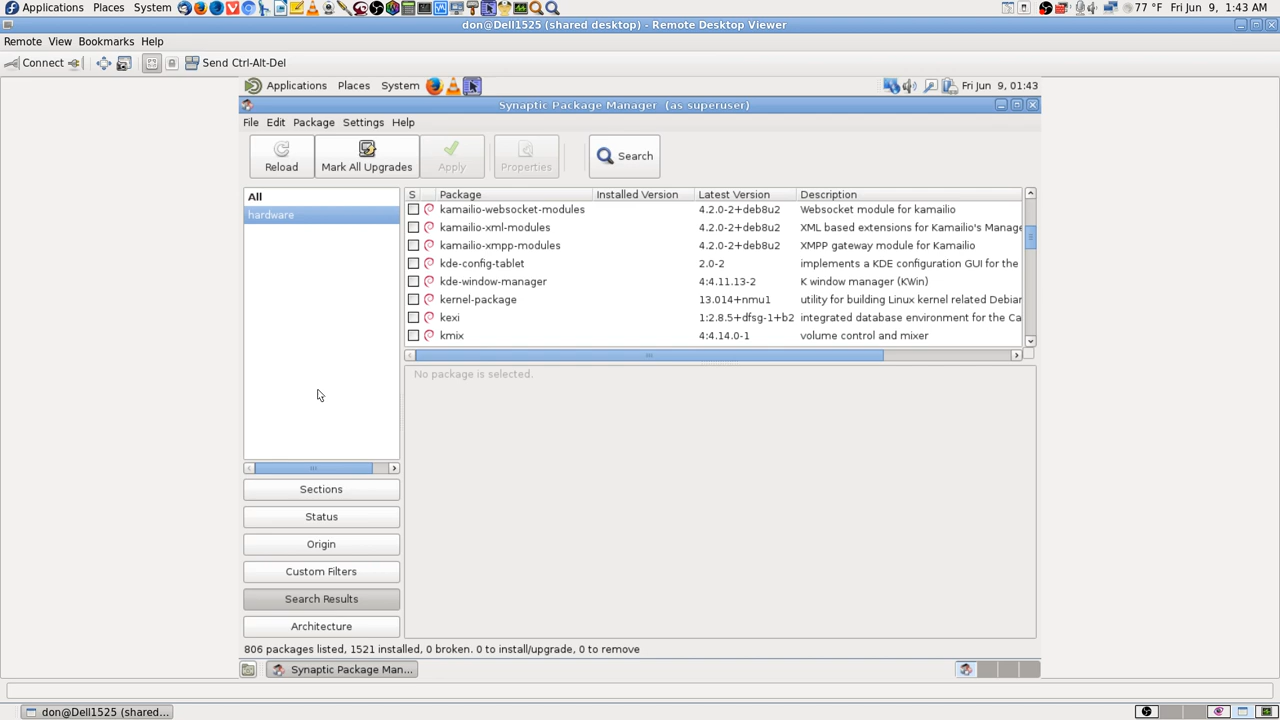 Applications Places System 77 °F Fri Jun 9, 1:43 AM
don@Dell1525 (shared desktop) - Remote Desktop Viewer
Remote View Bookmarks Help
Connect Send Ctrl-Alt-Del
Applications Places System Fri Jun 9, 01:43
Synaptic Package Manager (as superuser)
File Edit Package Settings Help
Reload Mark All Upgrades Apply Properties Search
All
hardware
S Package Installed Version Latest Version Description
kamailio-websocket-modules 4.2.0-2+deb8u2 Websocket module for kamailio
kamailio-xml-modules 4.2.0-2+deb8u2 XML based extensions for Kamailio's Manage
kamailio-xmpp-modules 4.2.0-2+deb8u2 XMPP gateway module for Kamailio
kde-config-tablet 2.0-2 implements a KDE configuration GUI for the
kde-window-manager 4:4.11.13-2 K window manager (KWin)
kernel-package 13.014+nmu1 utility for building Linux kernel related Debian
kexi 1:2.8.5+dfsg-1+b2 integrated database environment for the Ca
kmix 4:4.14.0-1 volume control and mixer
No package is selected.
Sections
Status
Origin
Custom Filters
Search Results
Architecture
806 packages listed, 1521 installed, 0 broken. 0 to install/upgrade, 0 to remove
Synaptic Package Man...
don@Dell1525 (shared...